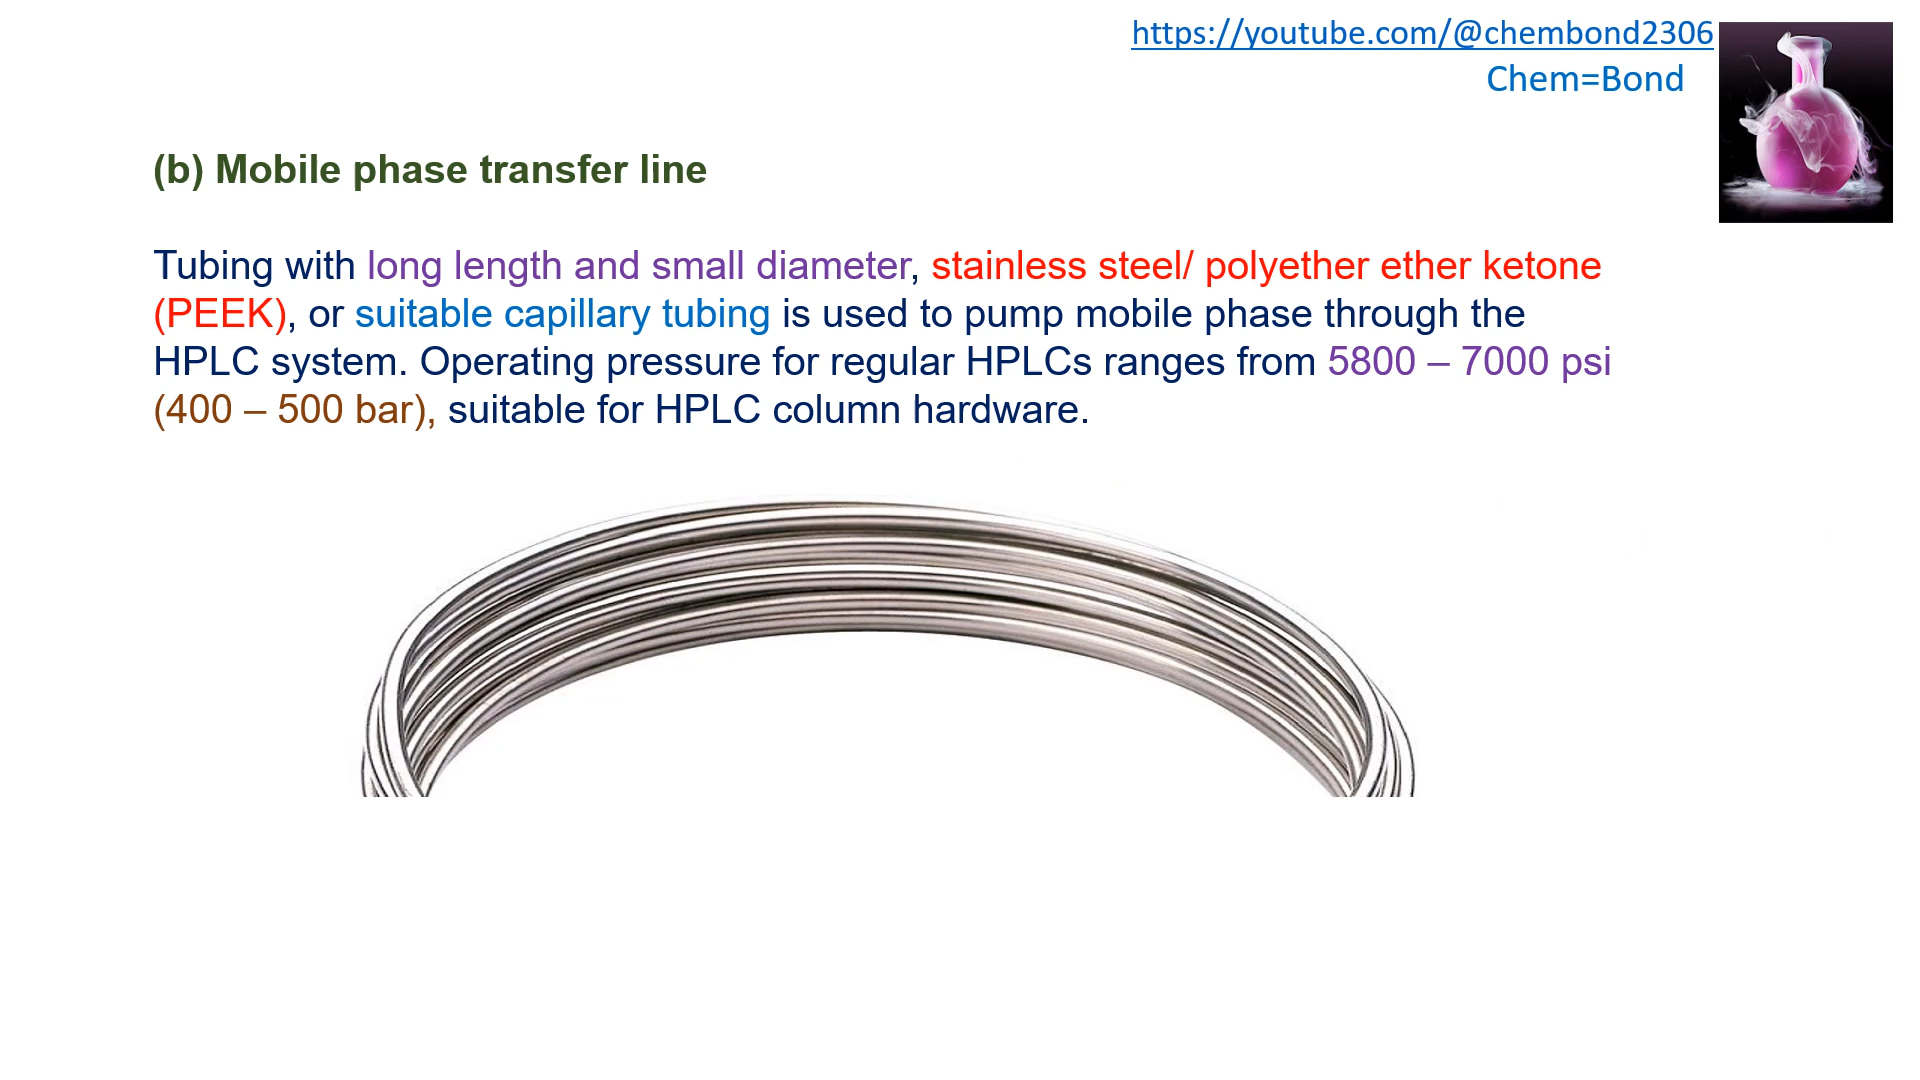 https://youtube.com/@chembond2306
Chem=Bond
(b) Mobile phase transfer line
Tubing with long length and small diameter, stainless steel/ polyether ether ketone
(PEEK), or suitable capillary tubing is used to pump mobile phase through the
HPLC system. Operating pressure for regular HPLCs ranges from 5800 – 7000 psi
(400 – 500 bar), suitable for HPLC column hardware.